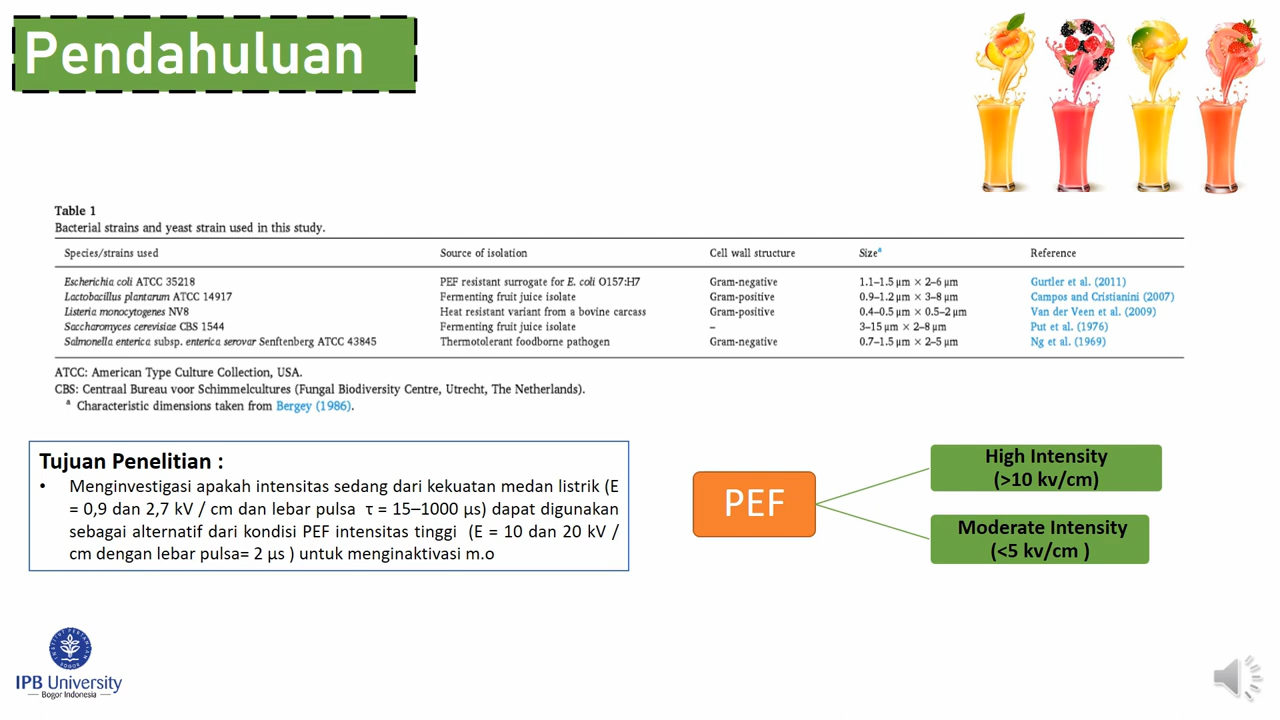 Pendahuluan
Table 1
Bacterial strains and yeast strain used in this study.
Species/strains used Source of isolation Cell wall structure Sizeᵃ Reference
Escherichia coli ATCC 35218 PEF resistant surrogate for E. coli O157:H7 Gram-negative 1.1–1.5 μm × 2–6 μm Gurtler et al. (2011)
Lactobacillus plantarum ATCC 14917 Fermenting fruit juice isolate Gram-positive 0.9–1.2 μm × 3–8 μm Campos and Cristianini (2007)
Listeria monocytogenes NV8 Heat resistant variant from a bovine carcass Gram-positive 0.4–0.5 μm × 0.5–2 μm Van der Veen et al. (2009)
Saccharomyces cerevisiae CBS 1544 Fermenting fruit juice isolate – 3–15 μm × 2–8 μm Put et al. (1976)
Salmonella enterica subsp. enterica serovar Senftenberg ATCC 43845 Thermotolerant foodborne pathogen Gram-negative 0.7–1.5 μm × 2–5 μm Ng et al. (1969)
ATCC: American Type Culture Collection, USA.
CBS: Centraal Bureau voor Schimmelcultures (Fungal Biodiversity Centre, Utrecht, The Netherlands).
ᵃ Characteristic dimensions taken from Bergey (1986).
Tujuan Penelitian :
• Menginvestigasi apakah intensitas sedang dari kekuatan medan listrik (E
= 0,9 dan 2,7 kV / cm dan lebar pulsa τ = 15–1000 μs) dapat digunakan
sebagai alternatif dari kondisi PEF intensitas tinggi (E = 10 dan 20 kV /
cm dengan lebar pulsa= 2 μs ) untuk menginaktivasi m.o
PEF
High Intensity
(>10 kv/cm)
Moderate Intensity
(<5 kv/cm )
IPB University
Bogor Indonesia